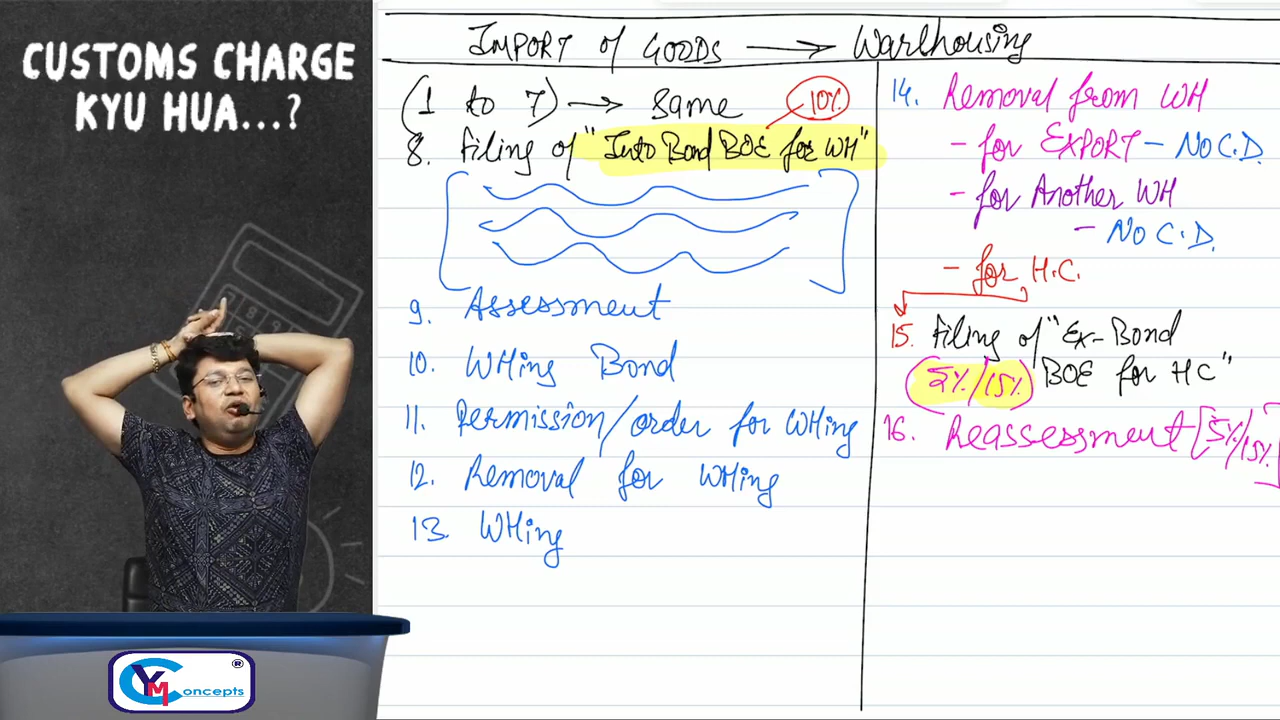 CUSTOMS CHARGE
KYU HUA...?
YM Concepts ®
IMPORT of GOODS → Warehousing
(1 to 7) → Same 10%
8. Filing of "Into Bond BOE for WH"
9. Assessment
10. WHing Bond
11. Permission/order for WHing
12. Removal for WHing
13. WHing
14. Removal from WH
- for EXPORT - NO C.D.
- for Another WH
- NO C.D.
- for H.C.
15. Filing of "Ex-Bond
5%/15% BOE for HC"
16. Reassessment [5%/15%]